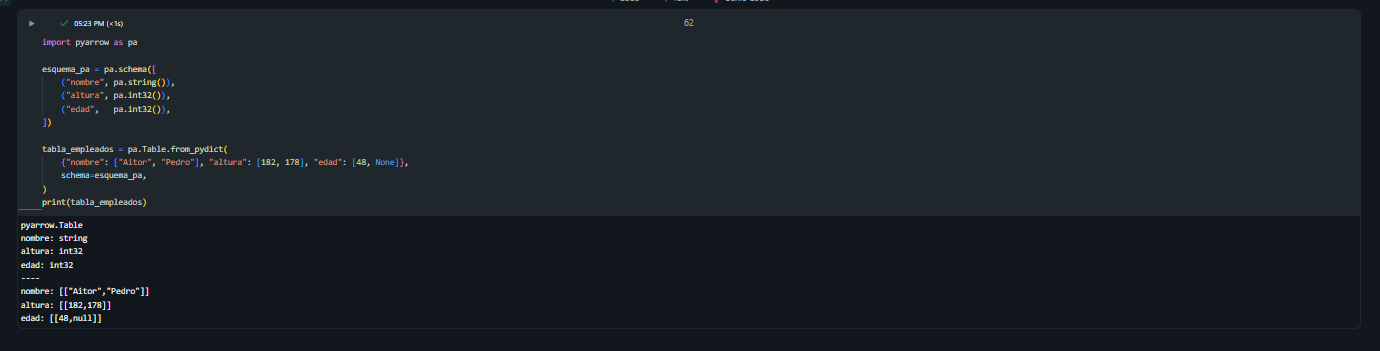 05:23 PM (<1s)
62
import pyarrow as pa
esquema_pa = pa.schema([
("nombre", pa.string()),
("altura", pa.int32()),
("edad",   pa.int32()),
])
tabla_empleados = pa.Table.from_pydict(
{"nombre": ["Aitor", "Pedro"], "altura": [182, 178], "edad": [48, None]},
schema=esquema_pa,
)
print(tabla_empleados)
pyarrow.Table
nombre: string
altura: int32
edad: int32
----
nombre: [["Aitor","Pedro"]]
altura: [[182,178]]
edad: [[48,null]]